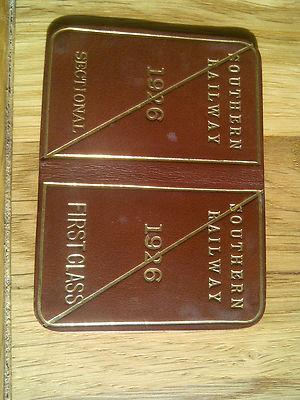 SOUTHERN
RAILWAY
1926
SECTIONAL
SOUTHERN
RAILWAY
1926
FIRST CLASS